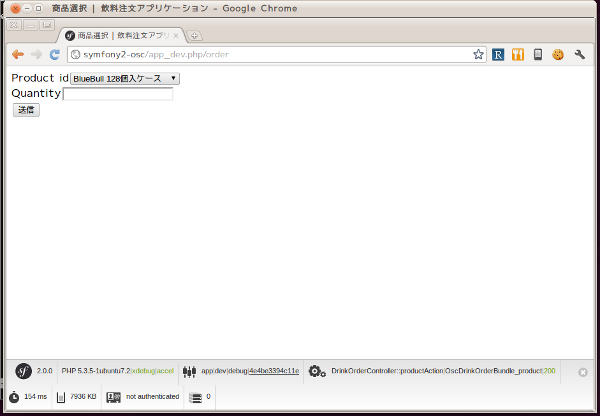 商品選択 | 飲料注文アプリケーション - Google Chrome
商品選択 | 飲料注文アプリ
symfony2-osc/app_dev.php/order
Product id BlueBull 128個入ケース
Quantity
送信
sf 2.0.0 PHP 5.3.5-1ubuntu7.2|xdebug|accel app|dev|debug|4e4be3394c11e DrinkOrderController::productAction|OscDrinkOrderBundle_product|200
154 ms 7936 KB not authenticated 0